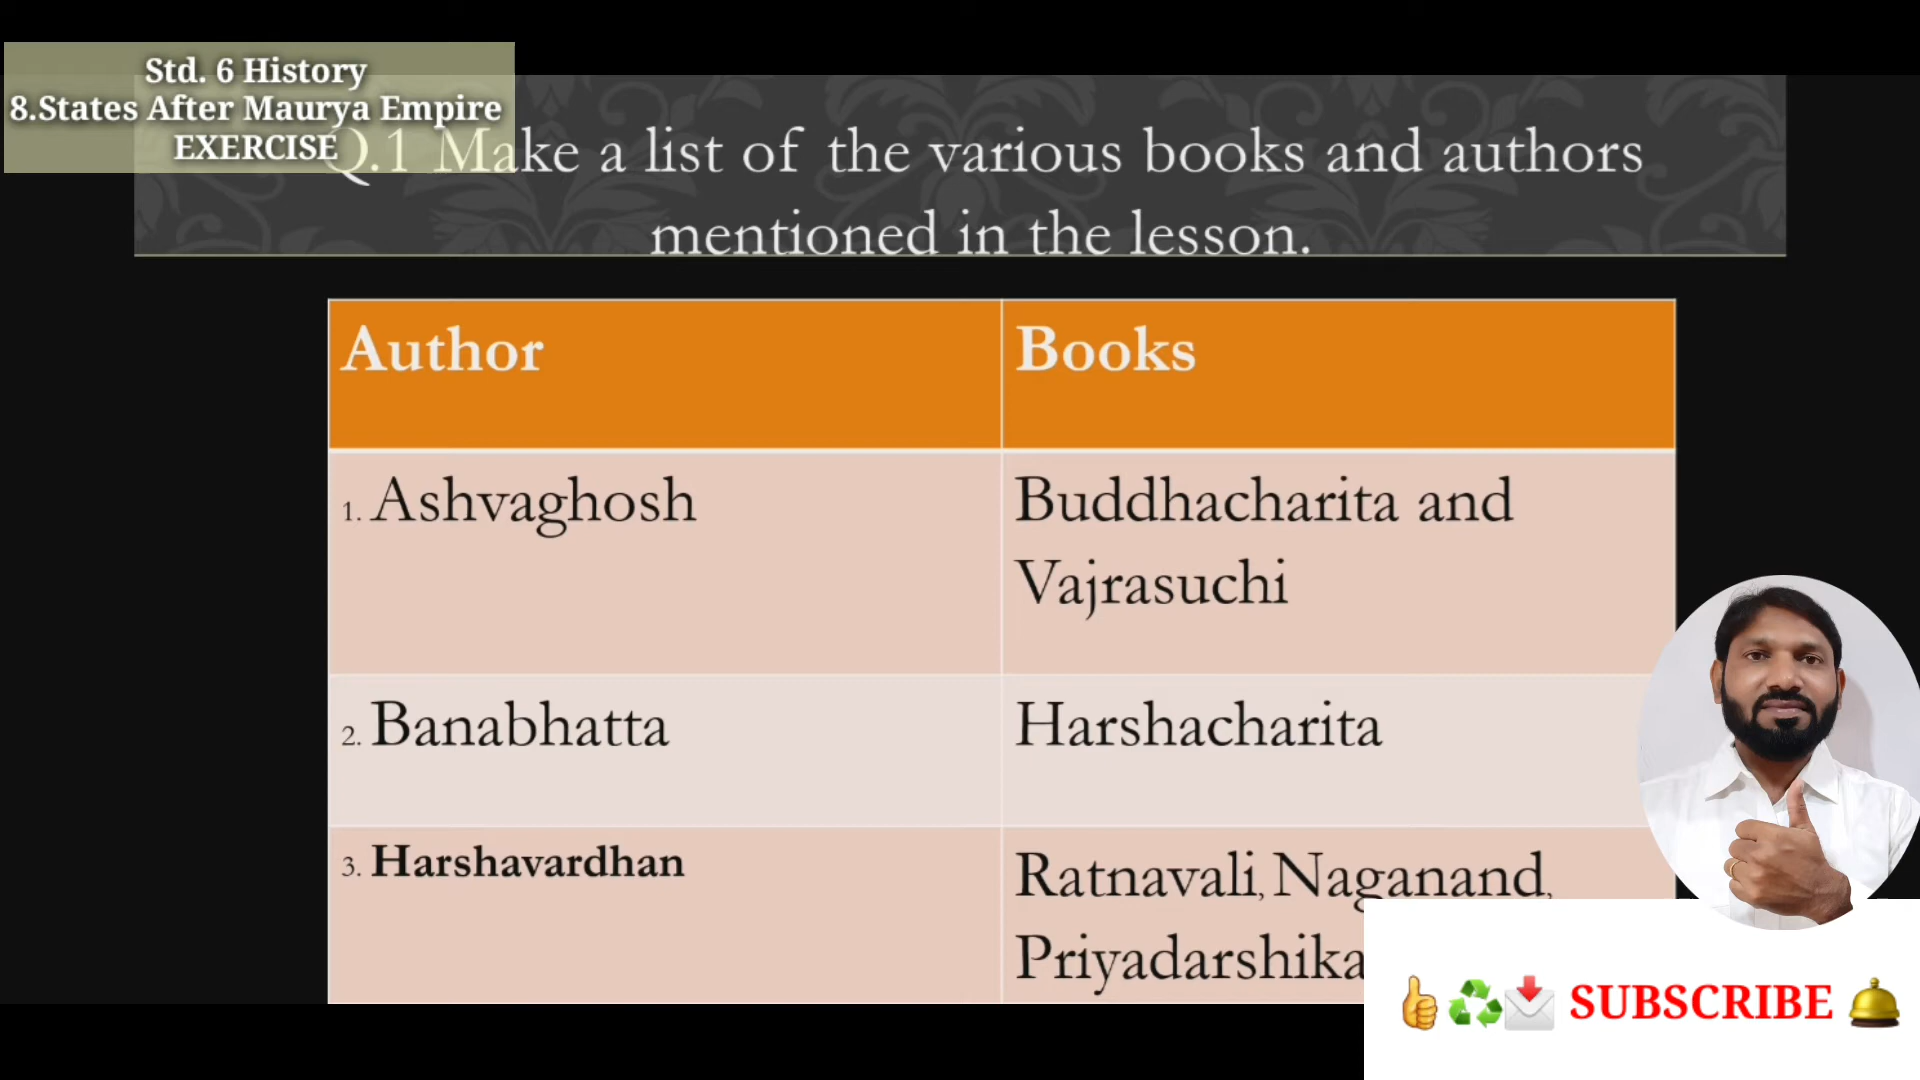 Std. 6 History
8.States After Maurya Empire
EXERCISE
Q.1 Make a list of the various books and authors
mentioned in the lesson.
Author
Books
1. Ashvaghosh
Buddhacharita and
Vajrasuchi
2. Banabhatta
Harshacharita
3. Harshavardhan
Ratnavali, Naganand,
Priyadarshika
SUBSCRIBE